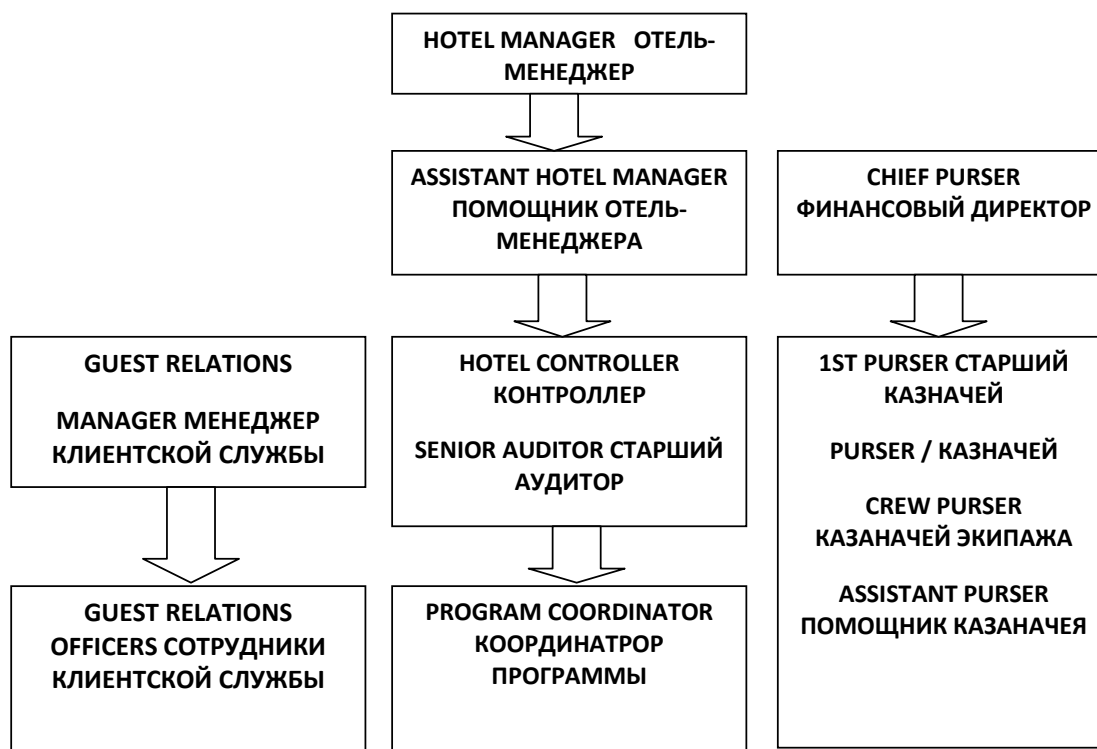 HOTEL MANAGER ОТЕЛЬ-
МЕНЕДЖЕР
ASSISTANT HOTEL MANAGER
ПОМОЩНИК ОТЕЛЬ-
МЕНЕДЖЕРА
CHIEF PURSER
ФИНАНСОВЫЙ ДИРЕКТОР
GUEST RELATIONS
MANAGER МЕНЕДЖЕР
КЛИЕНТСКОЙ СЛУЖБЫ
HOTEL CONTROLLER
КОНТРОЛЛЕР
SENIOR AUDITOR СТАРШИЙ
АУДИТОР
1ST PURSER СТАРШИЙ
КАЗНАЧЕЙ
PURSER / КАЗНАЧЕЙ
CREW PURSER
КАЗАНАЧЕЙ ЭКИПАЖА
ASSISTANT PURSER
ПОМОЩНИК КАЗАНАЧЕЯ
GUEST RELATIONS
OFFICERS СОТРУДНИКИ
КЛИЕНТСКОЙ СЛУЖБЫ
PROGRAM COORDINATOR
КООРДИНАТРОР
ПРОГРАММЫ